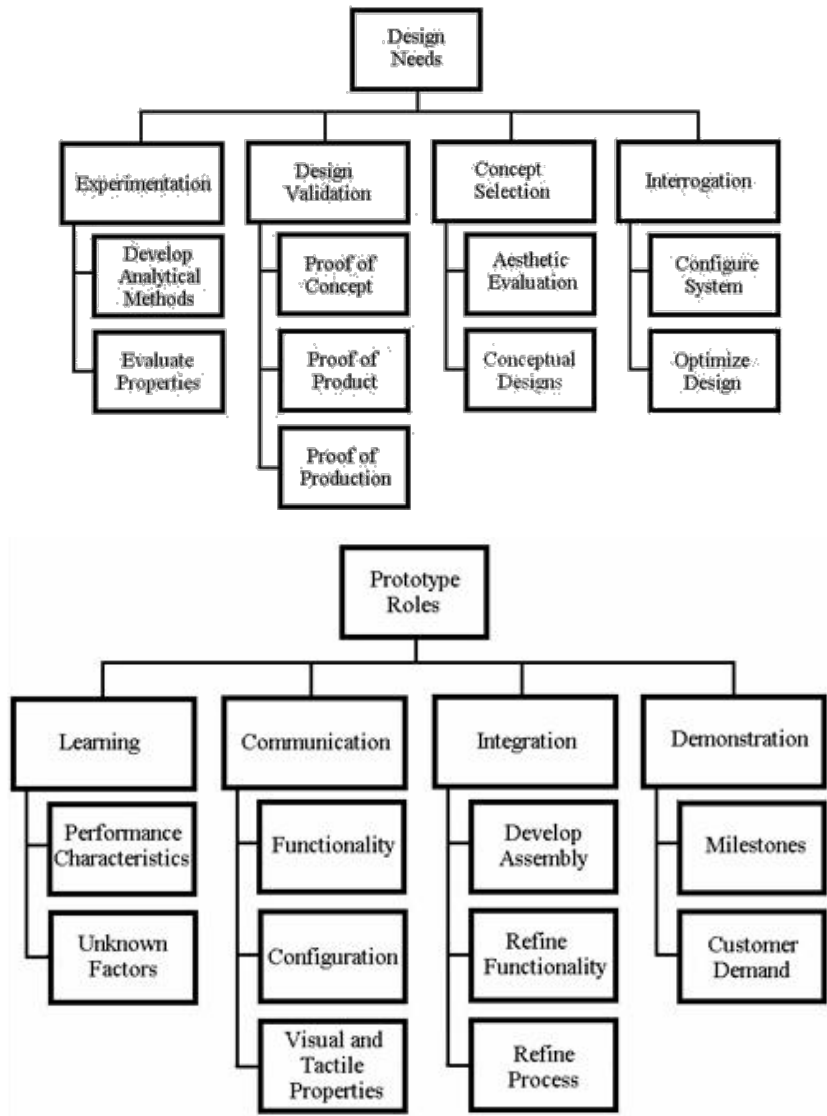 Design
Needs
Experimentation
Design
Validation
Concept
Selection
Interrogation
Develop
Analytical
Methods
Proof of
Concept
Aesthetic
Evaluation
Configure
System
Evaluate
Properties
Proof of
Product
Conceptual
Designs
Optimize
Design
Proof of
Production
Prototype
Roles
Learning
Communication
Integration
Demonstration
Performance
Characteristics
Functionality
Develop
Assembly
Milestones
Unknown
Factors
Configuration
Refine
Functionality
Customer
Demand
Visual and
Tactile
Properties
Refine
Process